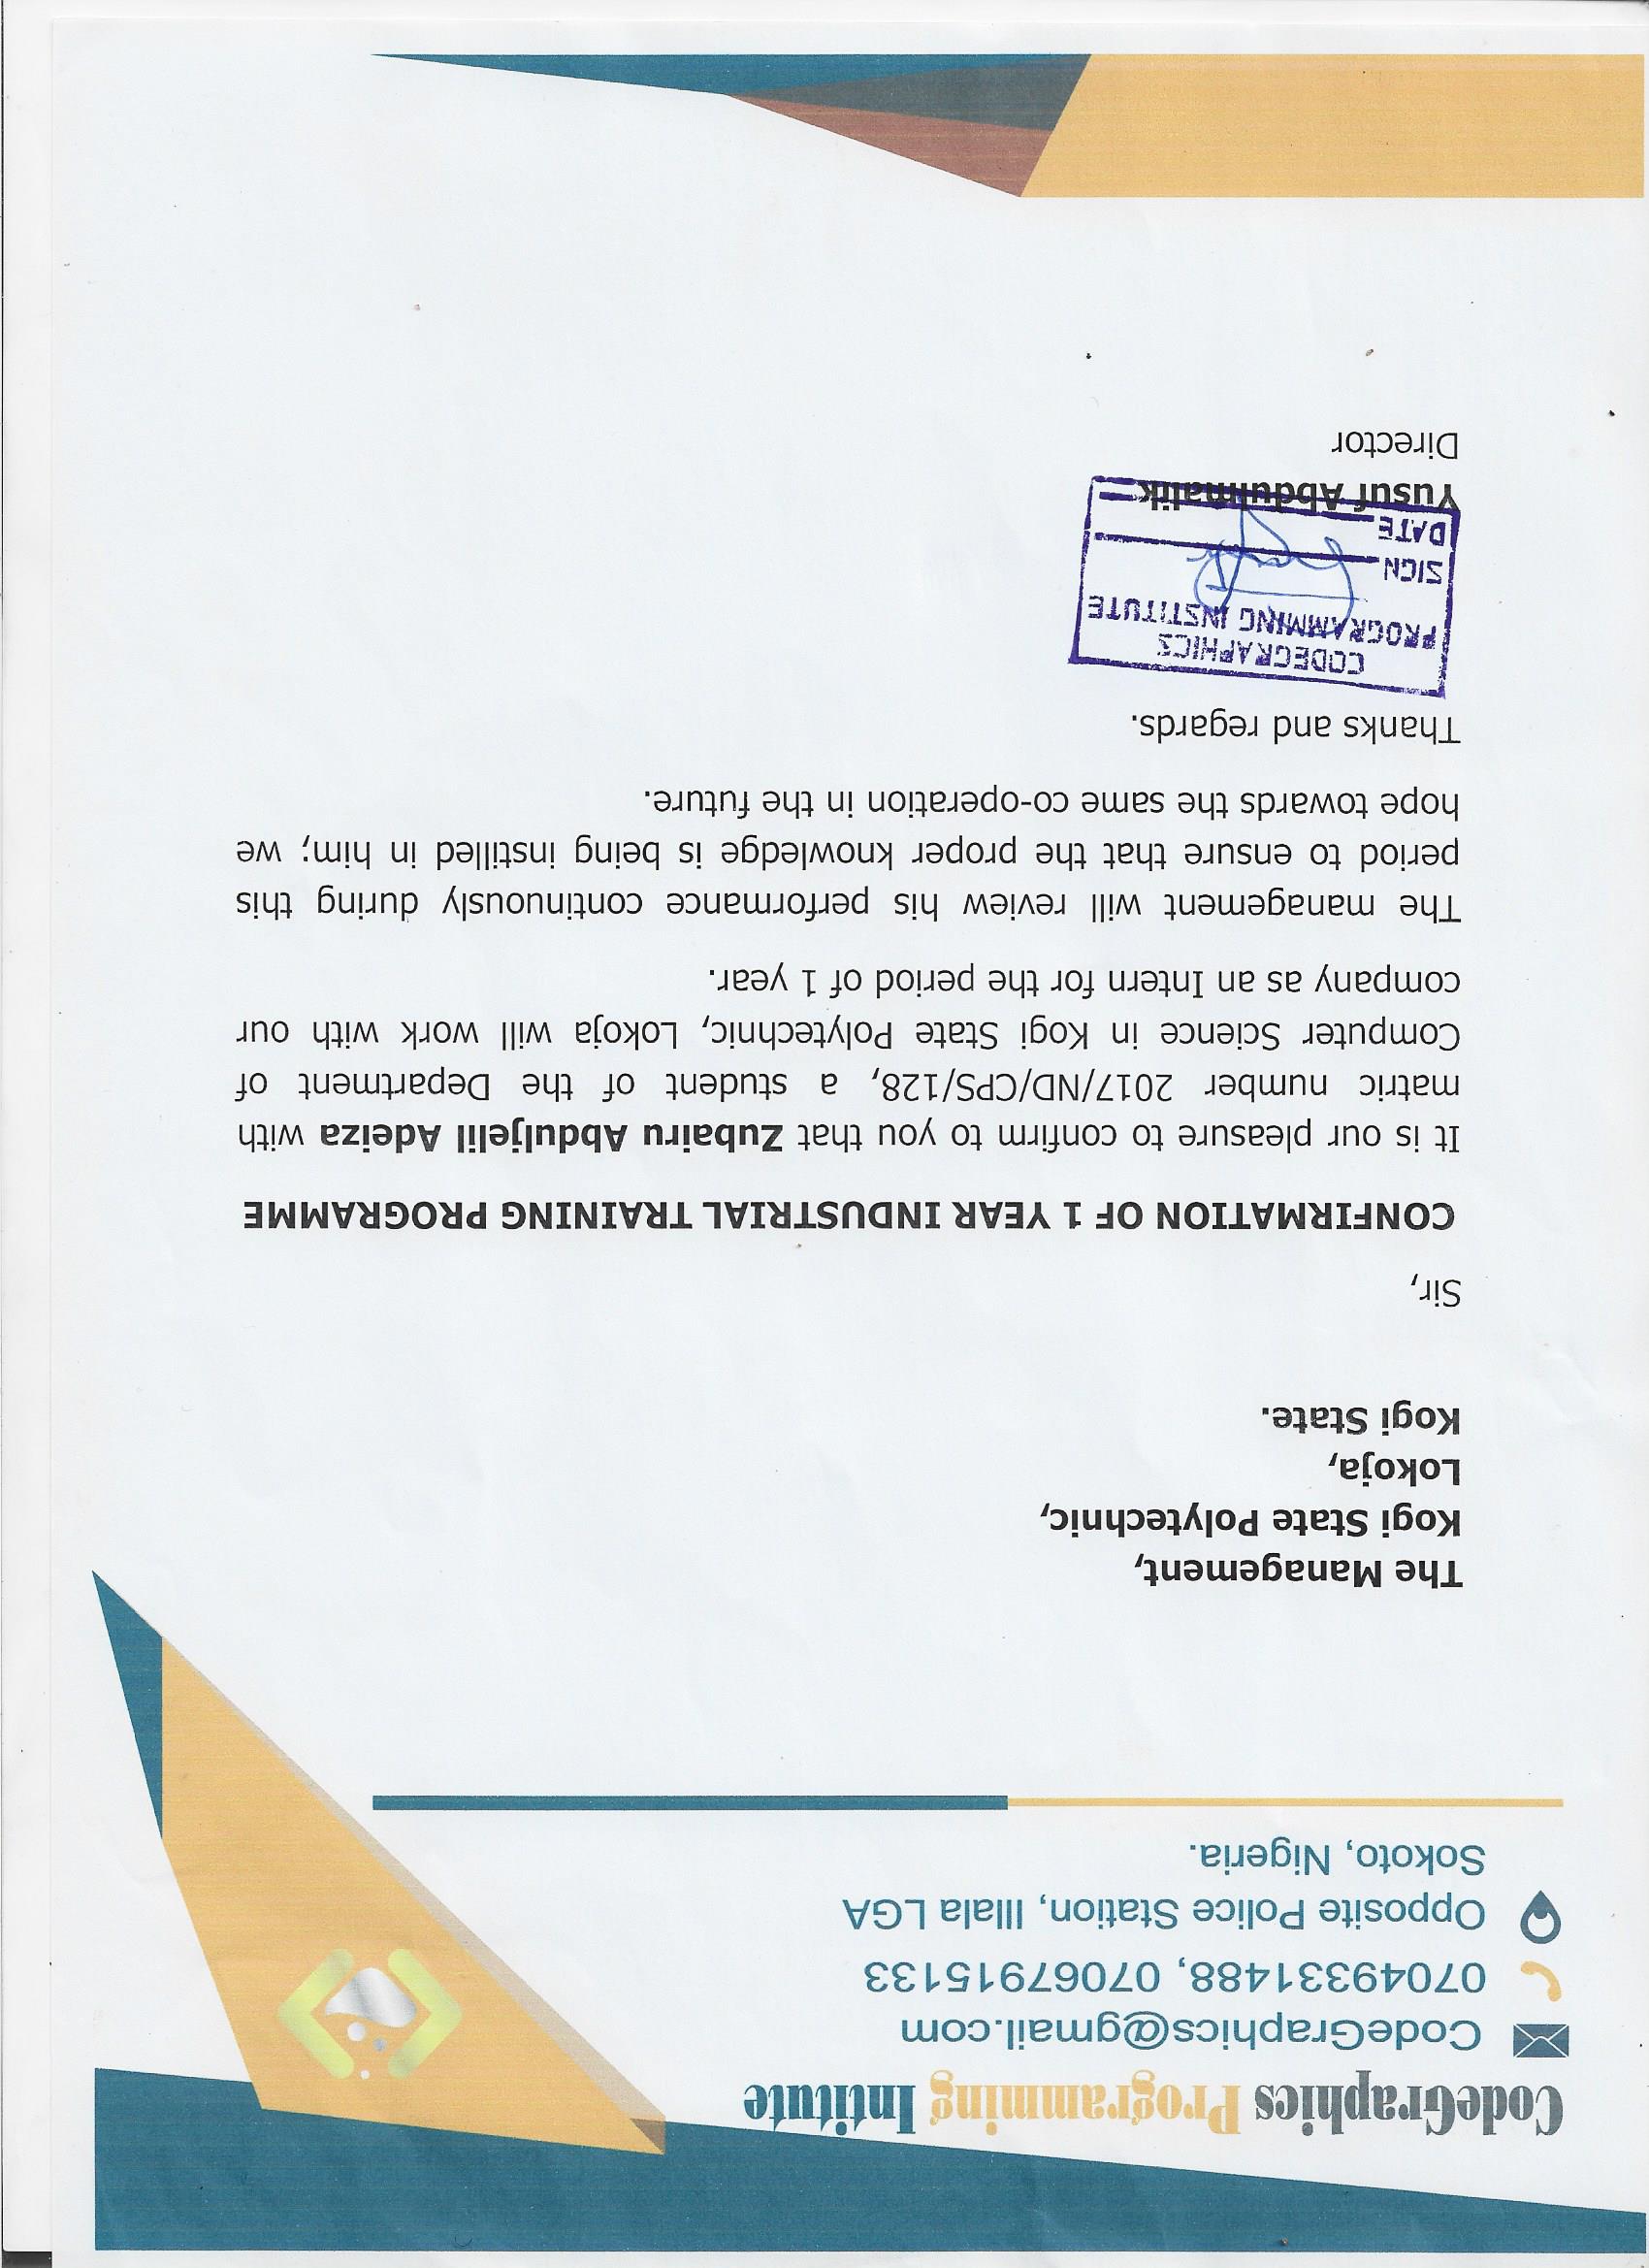 CodeGraphics Programming Intitute
CodeGraphics@gmail.com
07049331488, 07067915133
Opposite Police Station, Illala LGA
Sokoto, Nigeria.
The Management,
Kogi State Polytechnic,
Lokoja,
Kogi State.
Sir,
CONFIRMATION OF 1 YEAR INDUSTRIAL TRAINING PROGRAMME
It is our pleasure to confirm to you that Zubairu Abduljelil Adeiza with
matric number 2017/ND/CPS/128, a student of the Department of
Computer Science in Kogi State Polytechnic, Lokoja will work with our
company as an Intern for the period of 1 year.
The management will review his performance continuously during this
period to ensure that the proper knowledge is being instilled in him; we
hope towards the same co-operation in the future.
Thanks and regards.
CODEGRAPHICS
PROGRAMMING INSTITUTE
SIGN
DATE
Yusuf Abdulmalik
Director